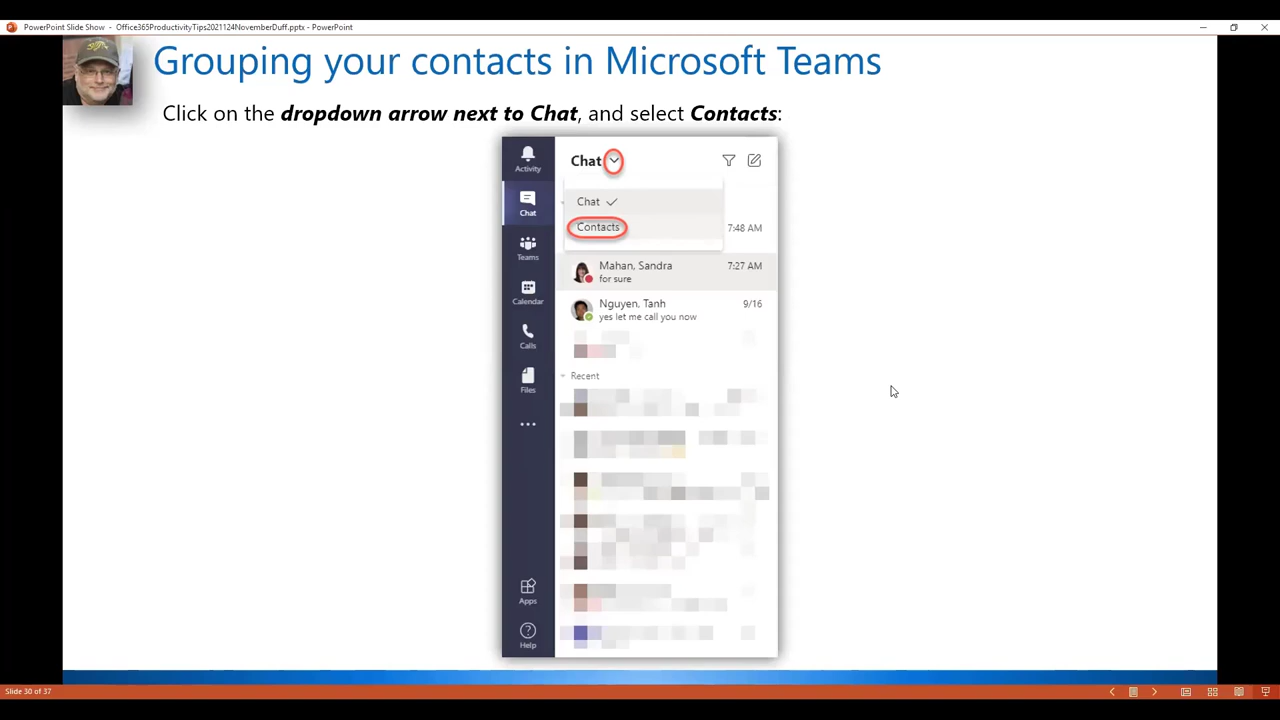 PowerPoint Slide Show - Office365ProductivityTips2021124NovemberDuff.pptx - PowerPoint
Grouping your contacts in Microsoft Teams
Click on the dropdown arrow next to Chat, and select Contacts:
Activity
Chat
Teams
Calendar
Calls
Files
Apps
Help
Chat
Chat
Contacts
7:48 AM
Mahan, Sandra 7:27 AM
for sure
Nguyen, Tanh 9/16
yes let me call you now
Recent
Slide 30 of 37